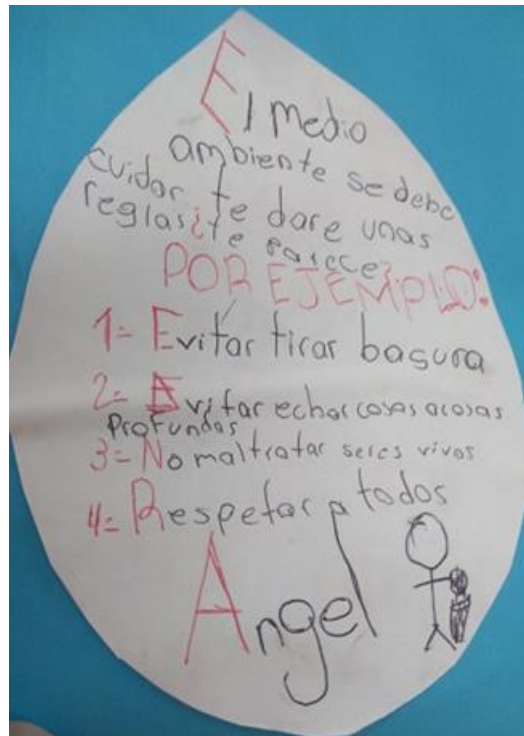 El medio
ambiente se debe
cuidar te dare unas
reglas ¿te parece?
POR EJEMPLO:
1= Evitar tirar basura
2= Evitar echar cosas acosas
Profundas
3= No maltratar seres vivos
4= Respetar a todos
Angel